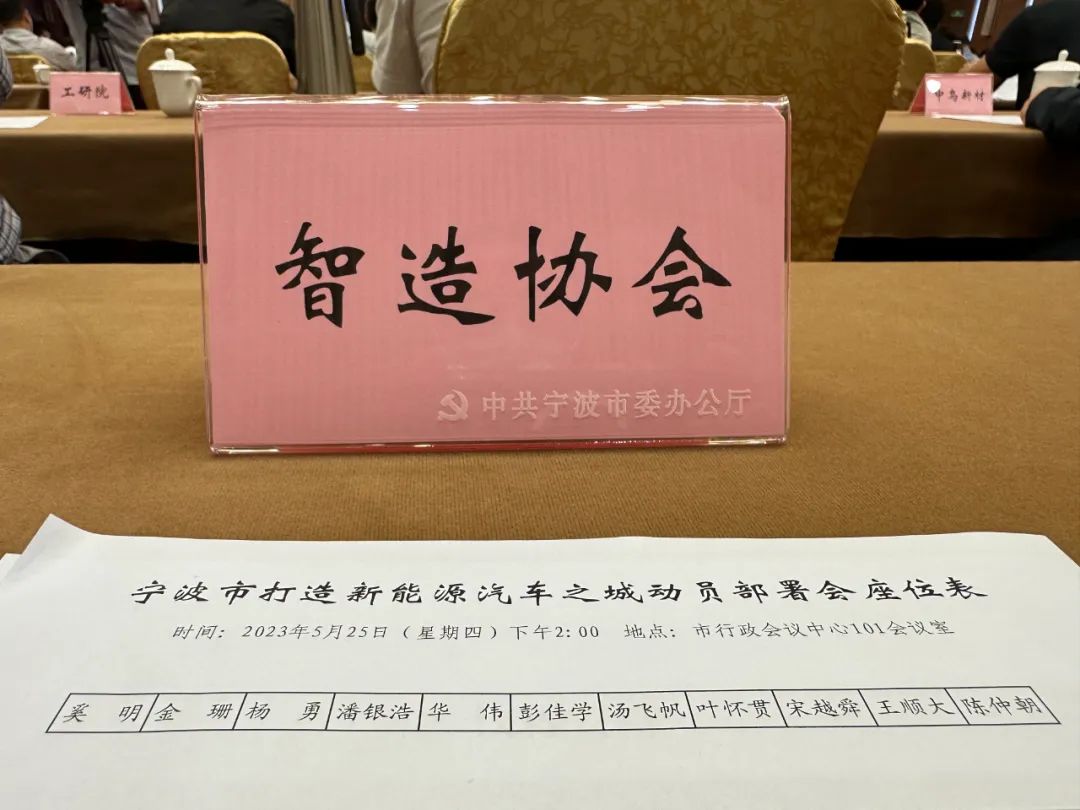 工研院
中乌新材
智造协会
中共宁波市委办公厅
宁波市打造新能源汽车之城动员部署会座位表
时间：2023年5月25日（星期四）下午2:00 地点：市行政会议中心101会议室
奚 明 金 珊 杨 勇 潘银浩 华 伟 彭佳学 汤飞帆 叶怀贯 宋越舜 王顺大 陈仲朝